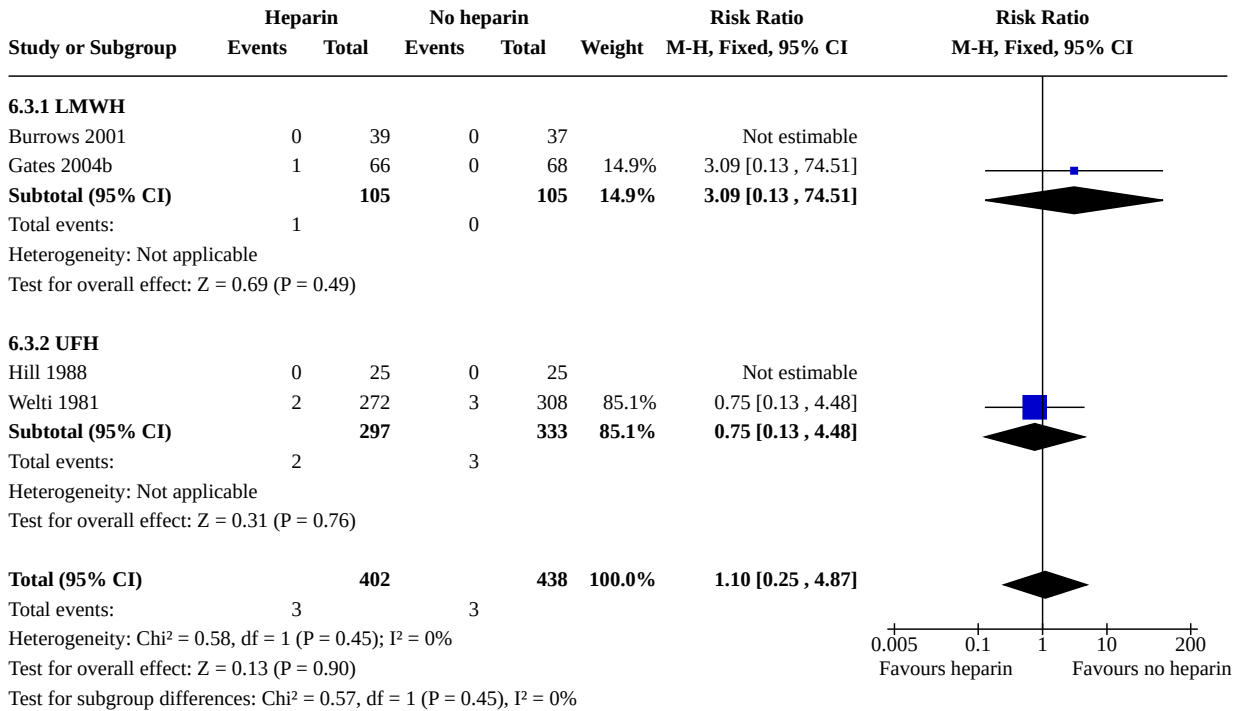 Heparin No heparin Risk Ratio Risk Ratio
Study or Subgroup Events Total Events Total Weight M-H, Fixed, 95% CI M-H, Fixed, 95% CI
6.3.1 LMWH
Burrows 2001 0 39 0 37 Not estimable
Gates 2004b 1 66 0 68 14.9% 3.09 [0.13 , 74.51]
Subtotal (95% CI) 105 105 14.9% 3.09 [0.13 , 74.51]
Total events: 1 0
Heterogeneity: Not applicable
Test for overall effect: Z = 0.69 (P = 0.49)
6.3.2 UFH
Hill 1988 0 25 0 25 Not estimable
Welti 1981 2 272 3 308 85.1% 0.75 [0.13 , 4.48]
Subtotal (95% CI) 297 333 85.1% 0.75 [0.13 , 4.48]
Total events: 2 3
Heterogeneity: Not applicable
Test for overall effect: Z = 0.31 (P = 0.76)
Total (95% CI) 402 438 100.0% 1.10 [0.25 , 4.87]
Total events: 3 3
Heterogeneity: Chi² = 0.58, df = 1 (P = 0.45); I² = 0%
0.005 0.1 1 10 200
Test for overall effect: Z = 0.13 (P = 0.90)
Favours heparin Favours no heparin
Test for subgroup differences: Chi² = 0.57, df = 1 (P = 0.45), I² = 0%